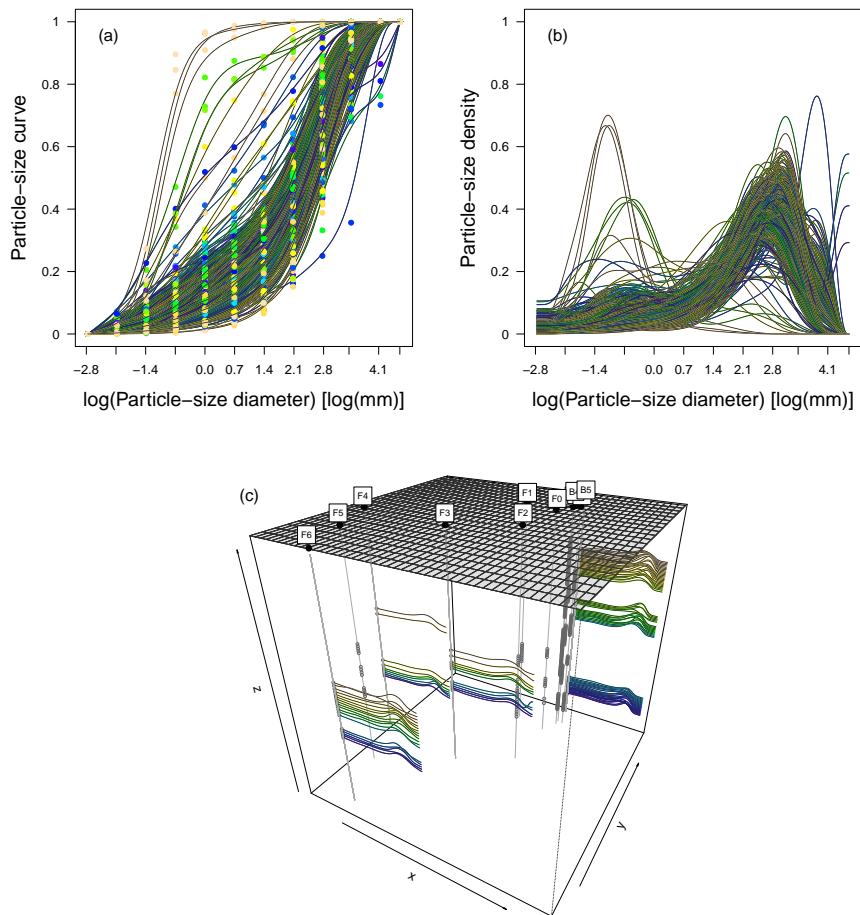 (a)
Particle−size curve
1
0.8
0.6
0.4
0.2
0
−2.8 −1.4 0.0 0.7 1.4 2.1 2.8 4.1
log(Particle−size diameter) [log(mm)]
(b)
Particle−size density
1
0.8
0.6
0.4
0.2
0
−2.8 −1.4 0.0 0.7 1.4 2.1 2.8 4.1
log(Particle−size diameter) [log(mm)]
(c)
F1
B5
F4
F0
F5
F3
F2
F6
z
y
x